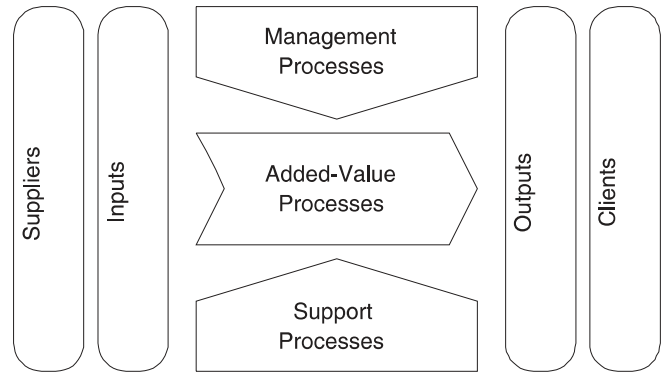 Suppliers
Inputs
Management
Processes
Added-Value
Processes
Support
Processes
Outputs
Clients